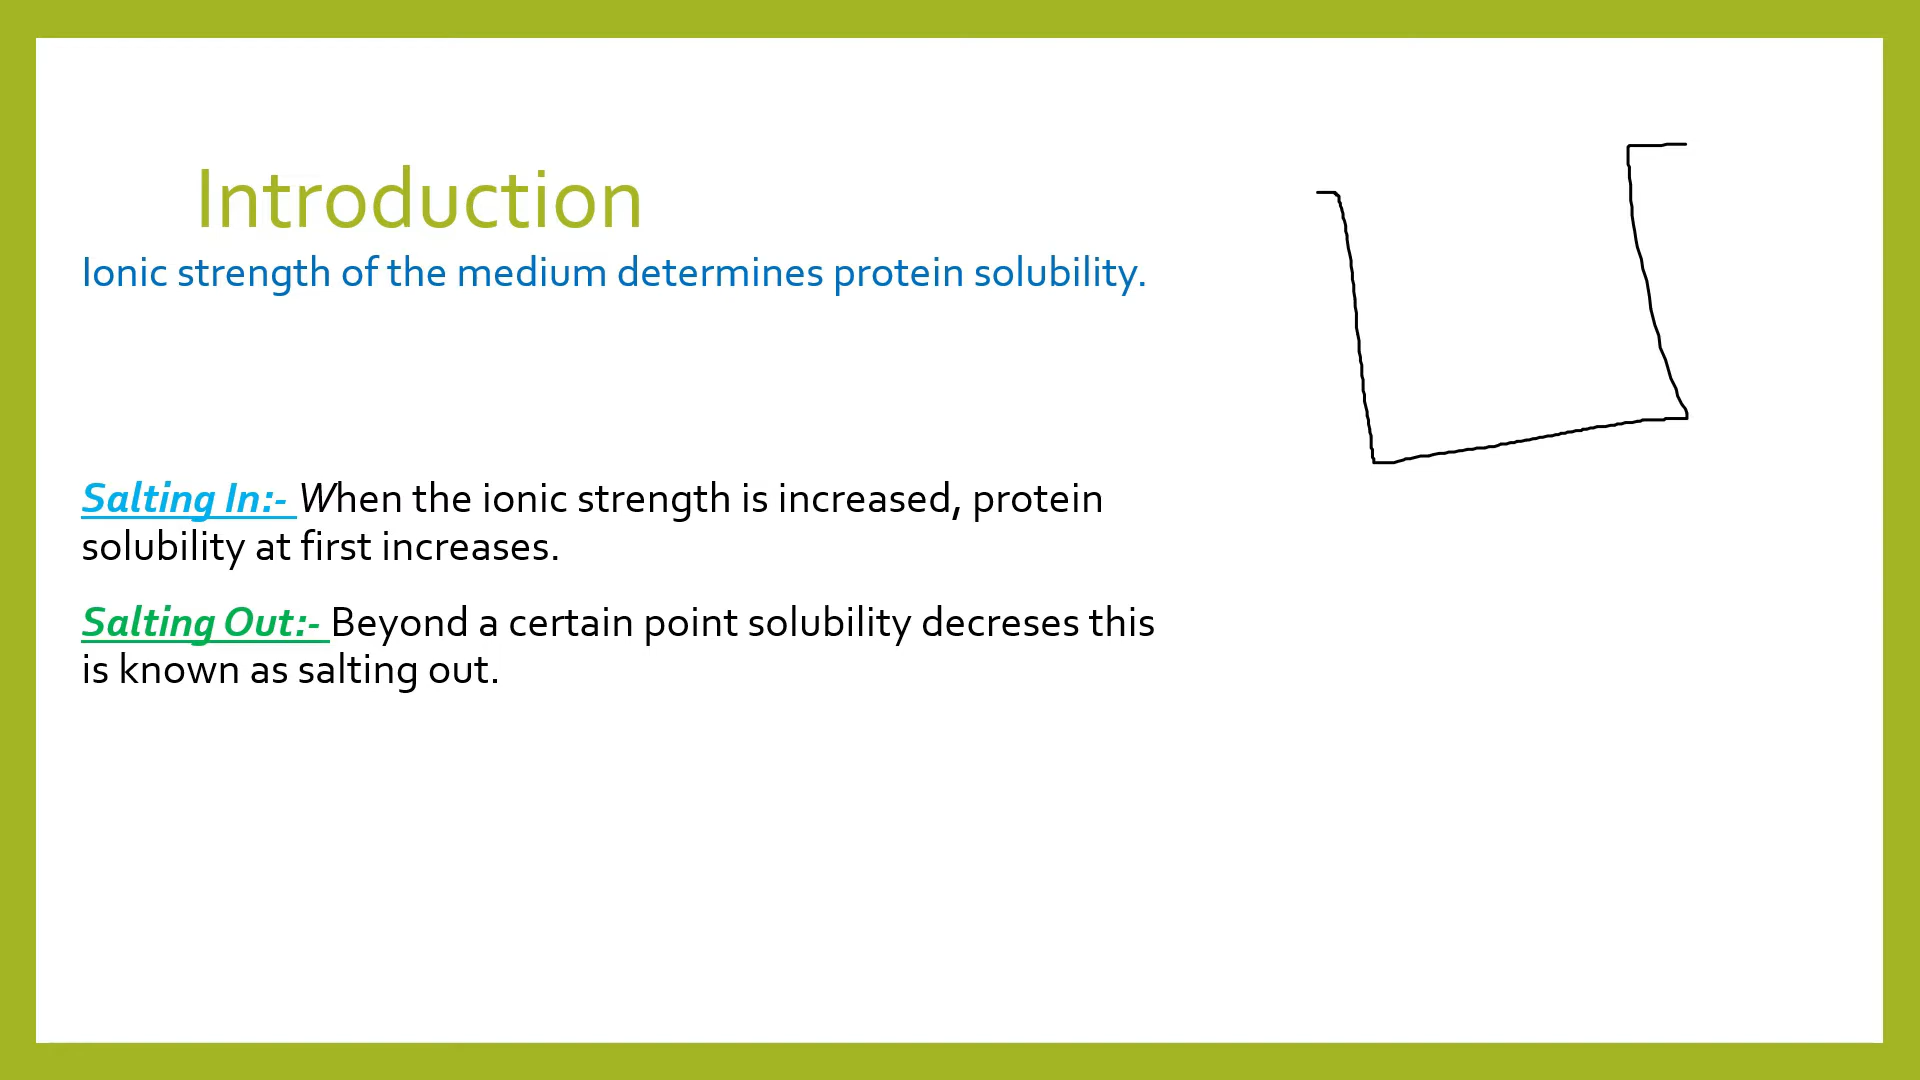 Introduction
Ionic strength of the medium determines protein solubility.
Salting In:- When the ionic strength is increased, protein
solubility at first increases.
Salting Out:- Beyond a certain point solubility decreses this
is known as salting out.